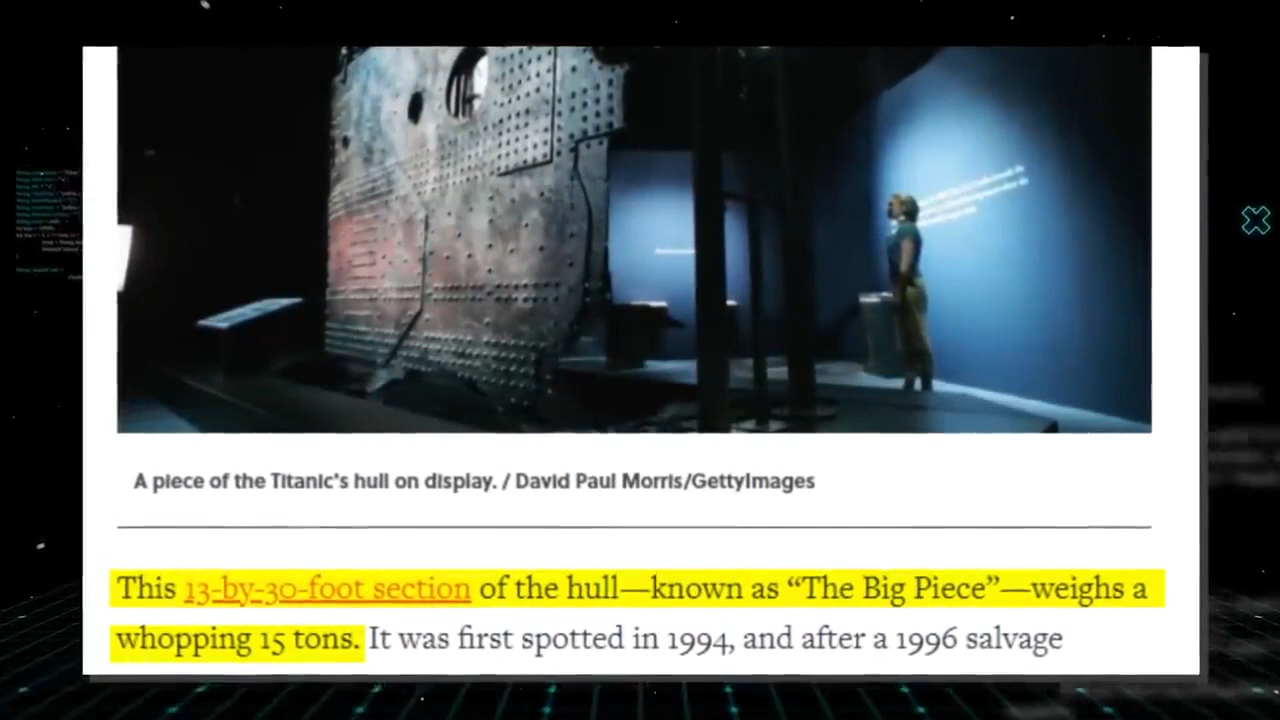 A piece of the Titanic's hull on display. / David Paul Morris/GettyImages
This 13-by-30-foot section of the hull—known as “The Big Piece”—weighs a
whopping 15 tons. It was first spotted in 1994, and after a 1996 salvage